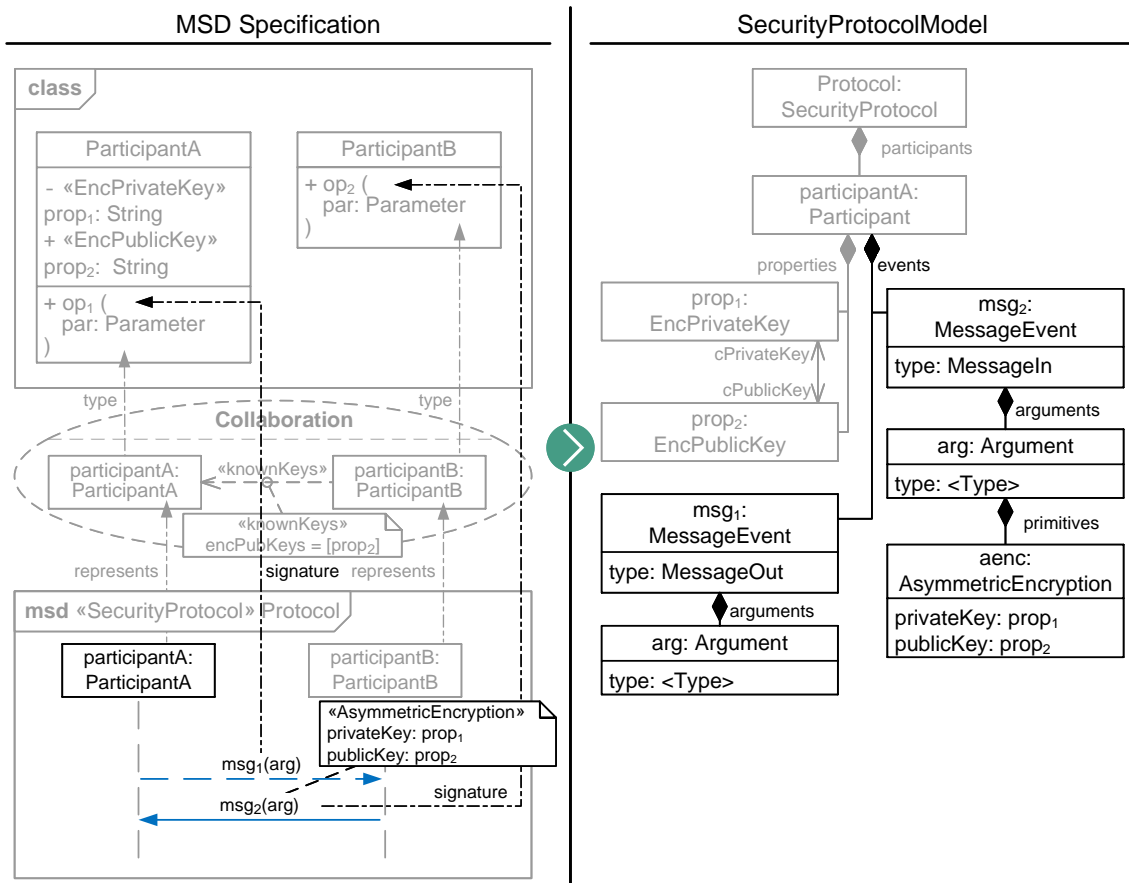 MSD Specification
class
ParticipantA
- «EncPrivateKey»
prop₁: String
+ «EncPublicKey»
prop₂: String
+ op₁ (
par: Parameter
)
ParticipantB
+ op₂ (
par: Parameter
)
type
type
Collaboration
participantA:
ParticipantA
«knownKeys»
participantB:
ParticipantB
«knownKeys»
encPubKeys = [prop₂]
represents
signature
represents
msd «SecurityProtocol» Protocol
participantA:
ParticipantA
participantB:
ParticipantB
«AsymmetricEncryption»
privateKey: prop₁
publicKey: prop₂
msg₁(arg)
signature
msg₂(arg)
SecurityProtocolModel
Protocol:
SecurityProtocol
participants
participantA:
Participant
properties
events
prop₁:
EncPrivateKey
cPrivateKey
cPublicKey
prop₂:
EncPublicKey
msg₂:
MessageEvent
type: MessageIn
arguments
arg: Argument
type: <Type>
primitives
aenc:
AsymmetricEncryption
privateKey: prop₁
publicKey: prop₂
msg₁:
MessageEvent
type: MessageOut
arguments
arg: Argument
type: <Type>